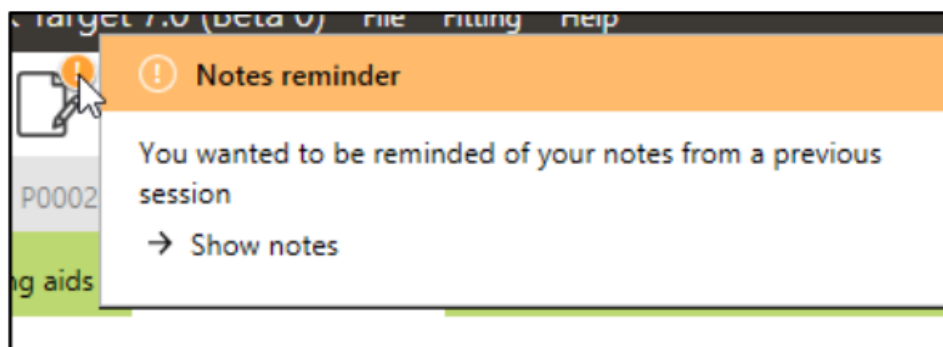 Target 7.0 (Beta 0) File Fitting Help
! Notes reminder
You wanted to be reminded of your notes from a previous
session
P0002
→ Show notes
ng aids